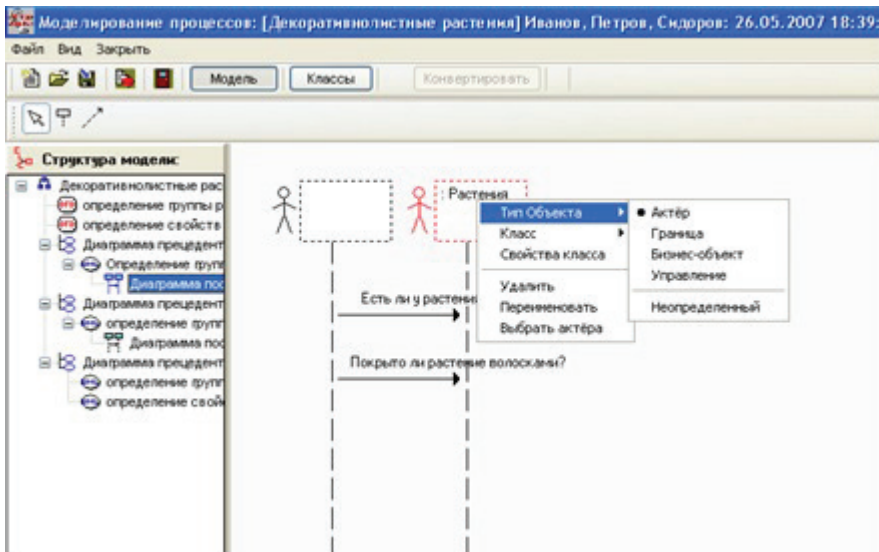 Моделирование процессов: [Декоративнолистные растения] Иванов, Петров, Сидоров: 26.05.2007 18:39:
Файл Вид Закрыть
Модель Классы Конвертировать
Структура модели:
Декоративнолистные рас
определение группы р
определение свойств
Диаграмма прецедент
Определение групп
Диаграмма пос
Диаграмма прецедент
определение групп
Диаграмма пос
Диаграмма прецедент
определение групп
определение свой
: Растения
Тип Объекта
Класс
Свойства класса
Удалить
Переименовать
Выбрать актёра
Актёр
Граница
Бизнес-объект
Управление
Неопределенный
Есть ли у растени
Покрыто ли растение волосками?